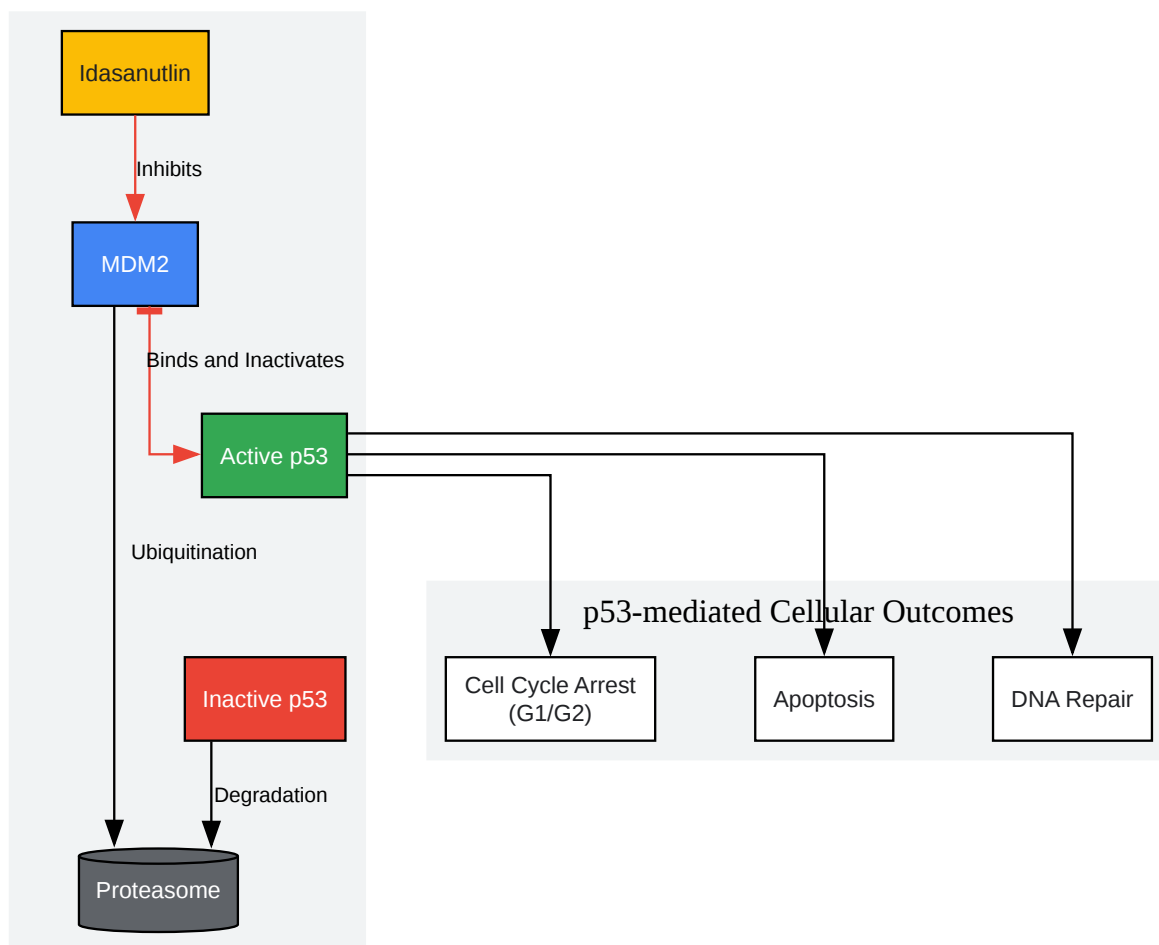 Idasanutlin
Inhibits
MDM2
Binds and Inactivates
Active p53
Ubiquitination
p53-mediated Cellular Outcomes
Inactive p53
Cell Cycle Arrest
(G1/G2)
Apoptosis
DNA Repair
Degradation
Proteasome